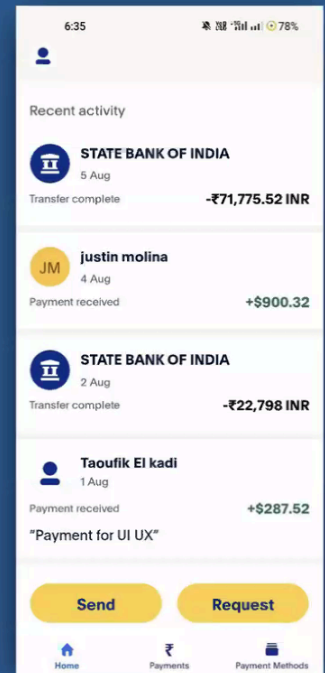 6:35
78%
Recent activity
STATE BANK OF INDIA
5 Aug
Transfer complete -₹71,775.52 INR
JM
justin molina
4 Aug
Payment received +$900.32
STATE BANK OF INDIA
2 Aug
Transfer complete -₹22,798 INR
Taoufik El kadi
1 Aug
Payment received +$287.52
"Payment for UI UX"
Send Request
Home Payments Payment Methods